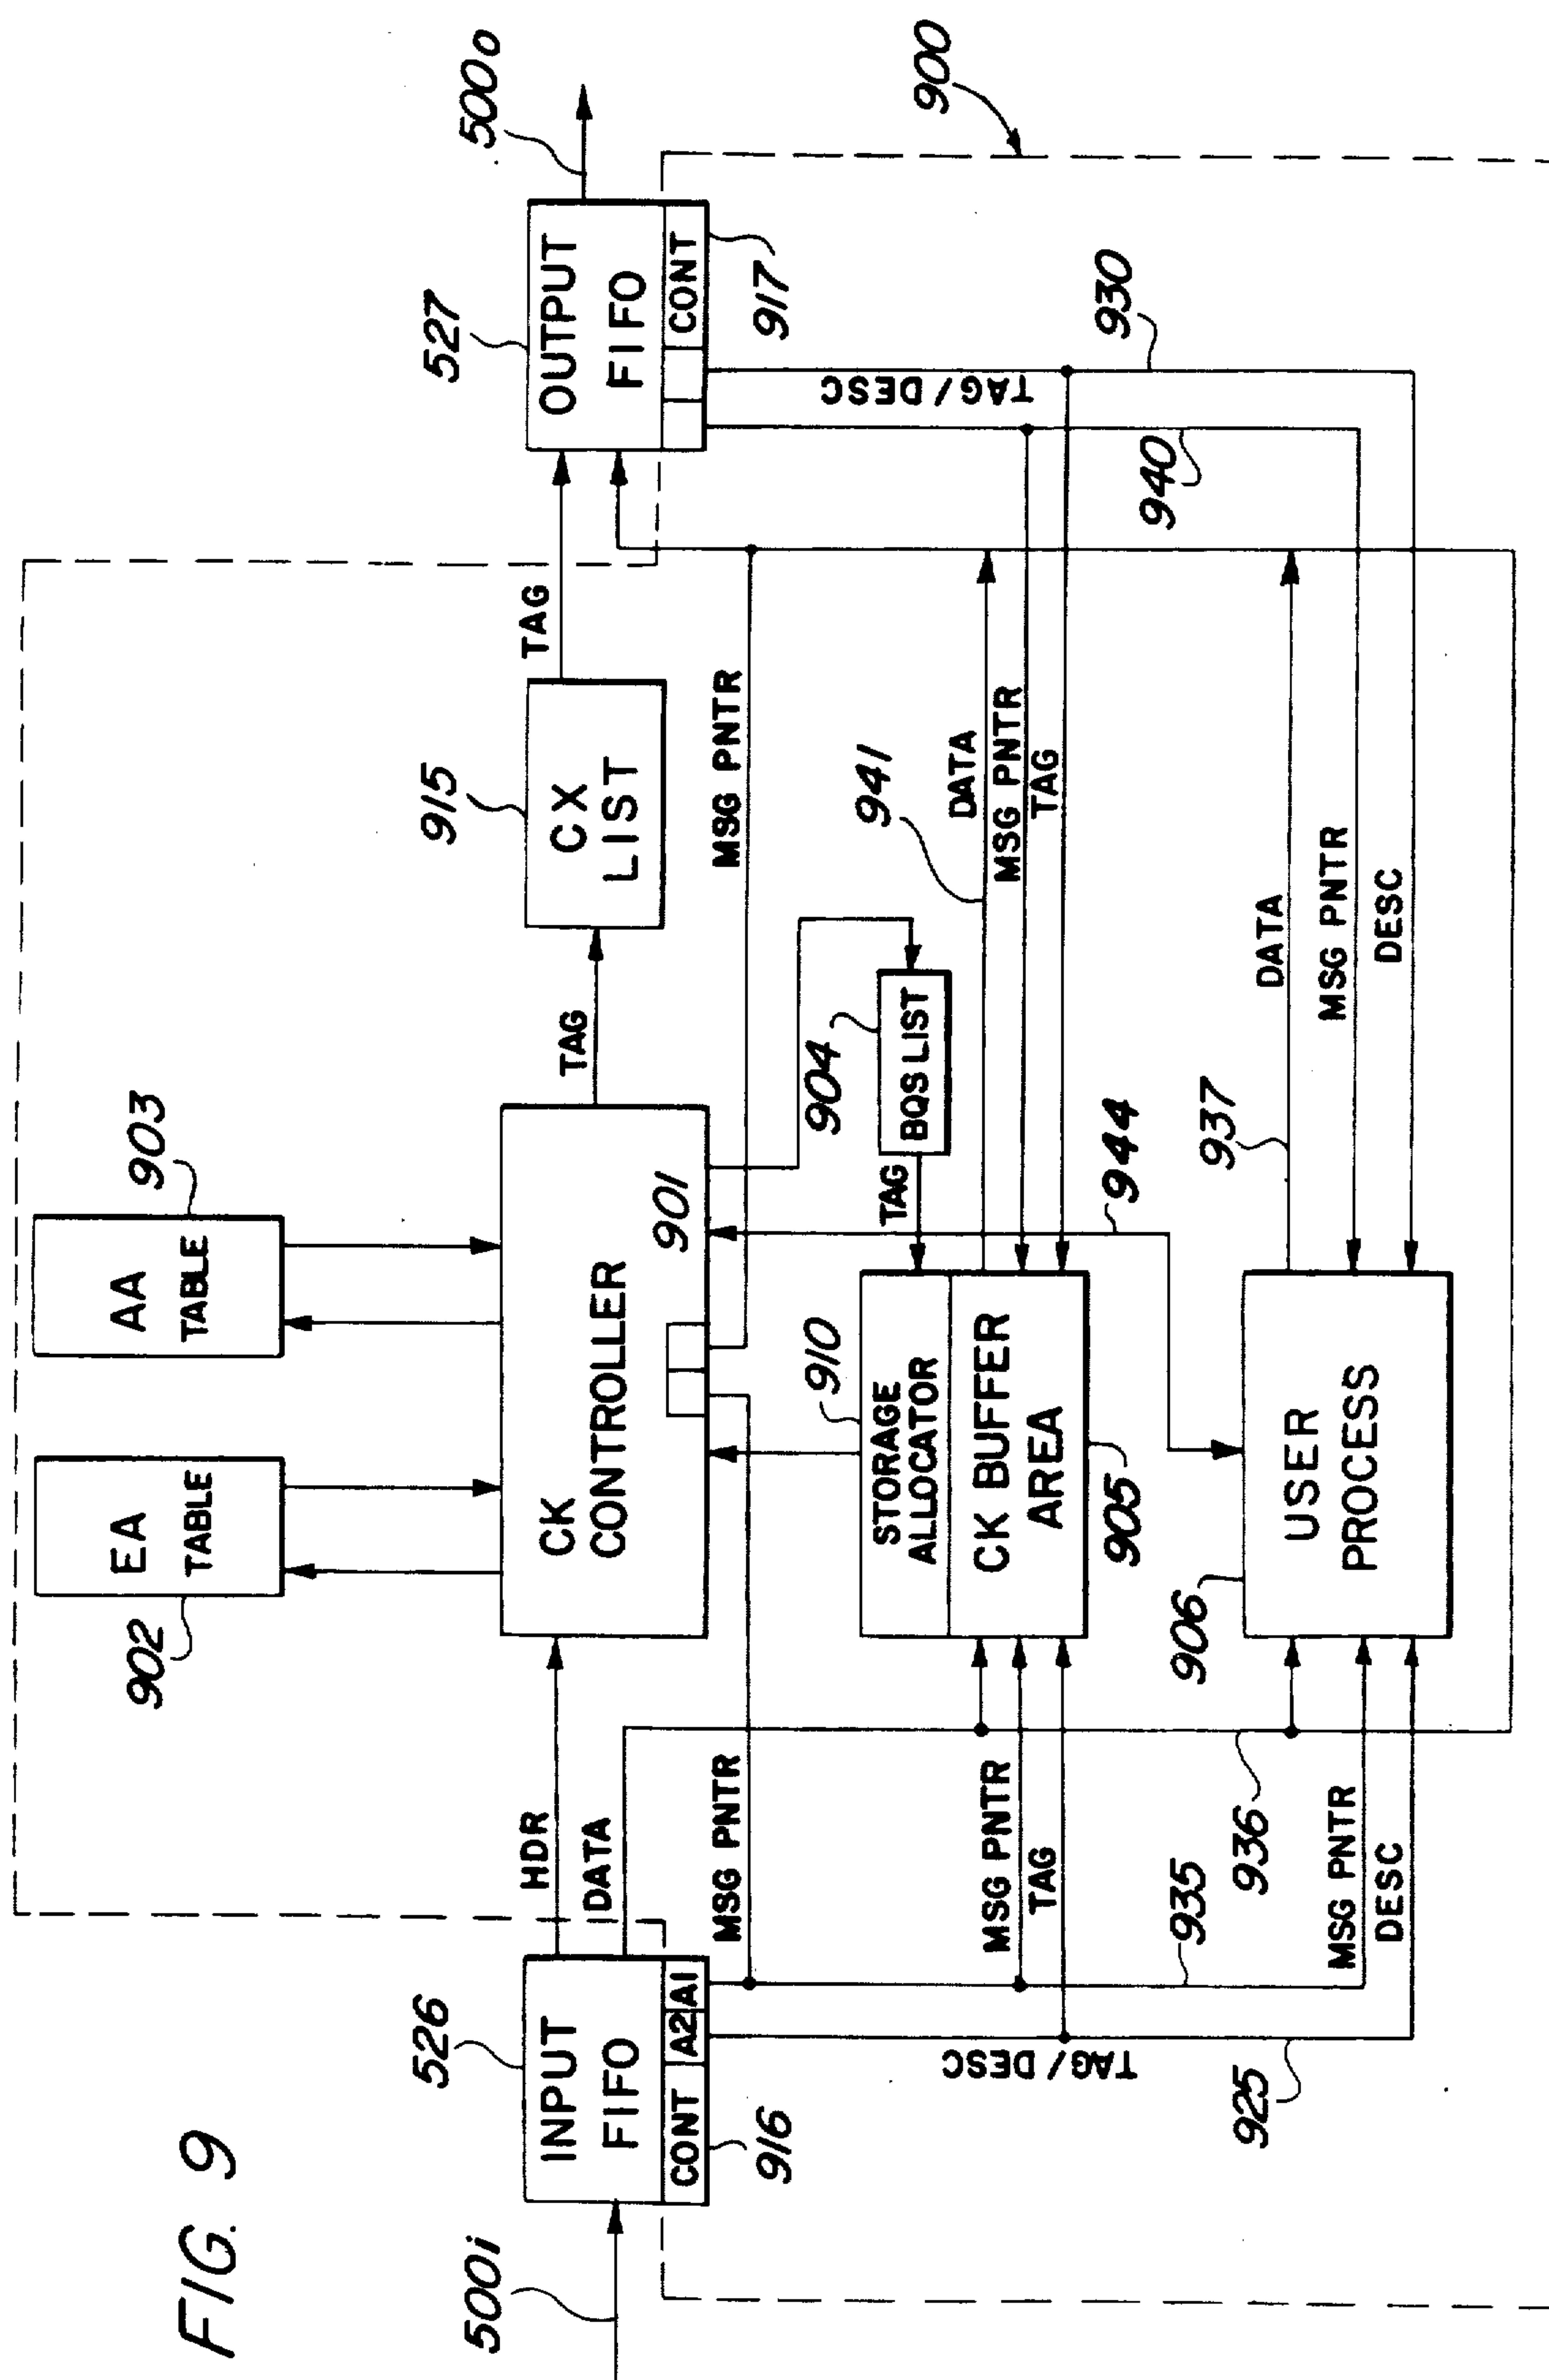 FIG. 9
902
EA
TABLE
903
AA
TABLE
500i
526
INPUT
FIFO
CONT
A2
A1
916
HDR
DATA
CK
CONTROLLER
901
TAG
915
CX
LIST
TAG
527
OUTPUT
FIFO
CONT
917
500o
900
MSG PNTR
MSG PNTR
904
BQS LIST
TAG
910
STORAGE
ALLOCATOR
CK BUFFER
AREA
905
MSG PNTR
TAG
TAG/DESC
941
DATA
MSG PNTR
TAG
TAG/DESC
930
940
944
925
935
936
MSG PNTR
DESC
906
USER
PROCESS
937
DATA
MSG PNTR
DESC